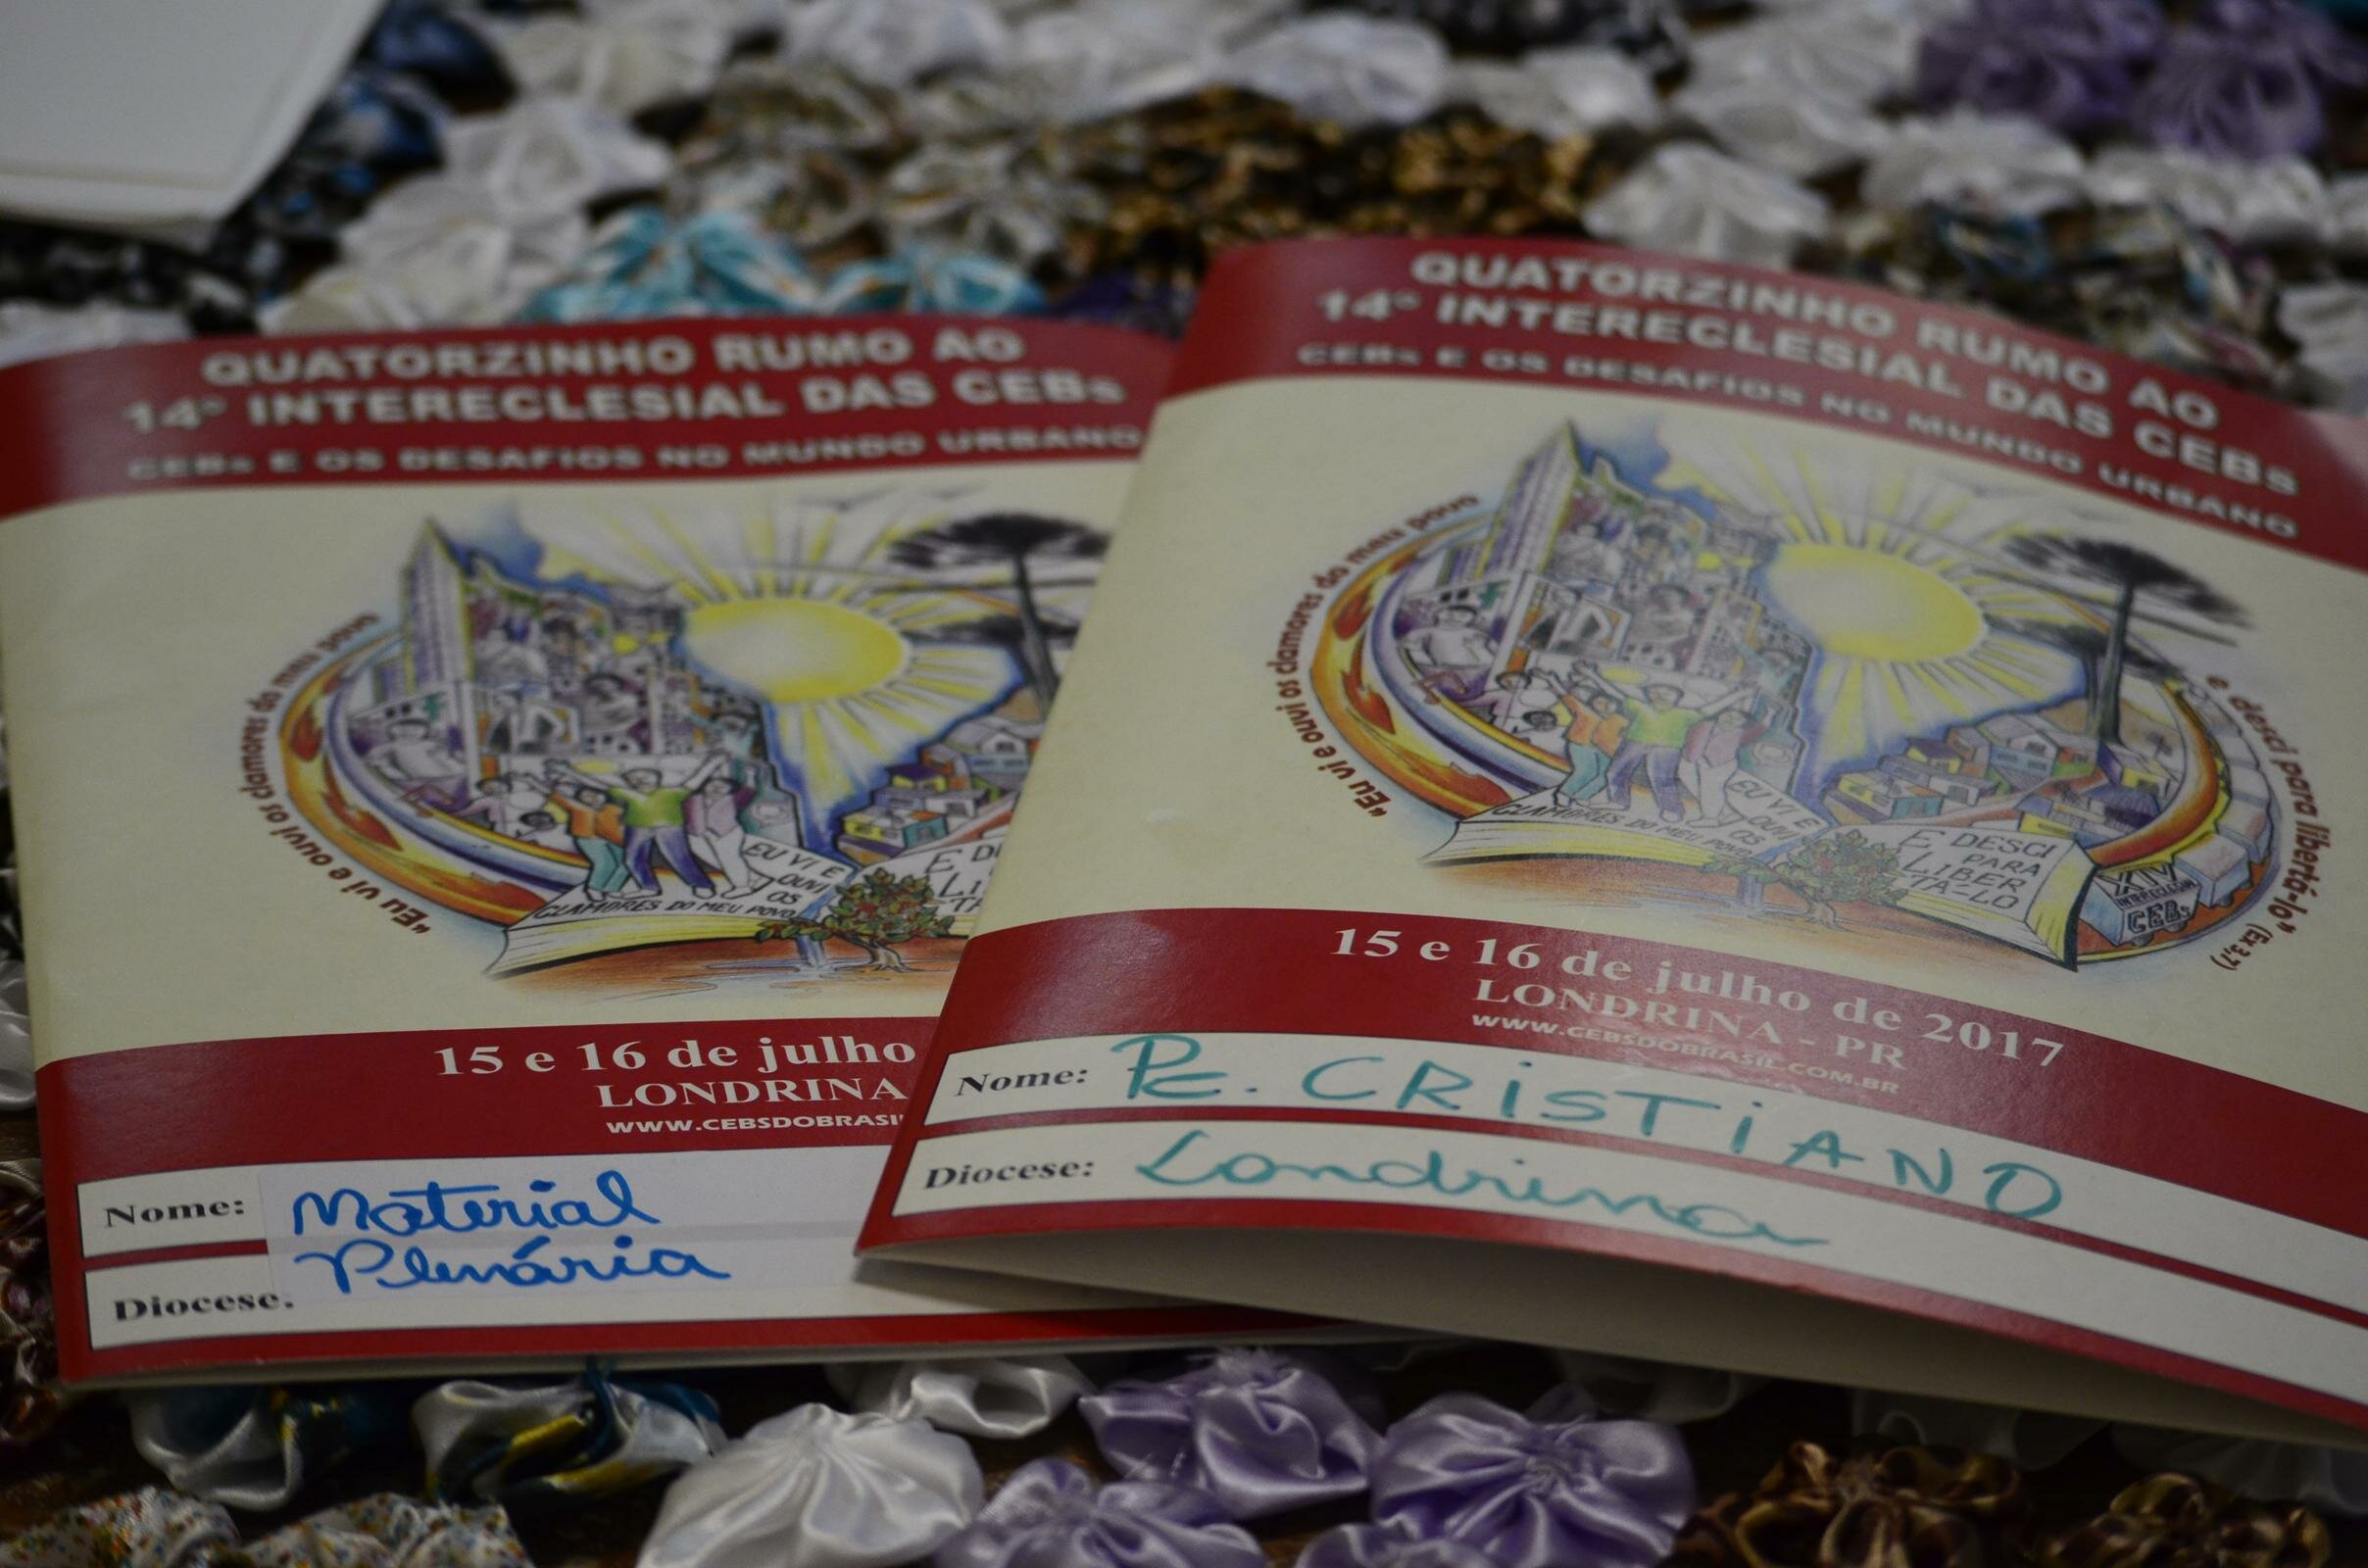 QUATORZINHO RUMO AO
14º INTERECLESIAL DAS CEBs
CEBs E OS DESAFIOS NO MUNDO URBANO
"Eu vi e ouvi os clamores do meu povo
EU VI E
OUVI
OS
CLAMORES DO MEU POVO
15 e 16 de julho
LONDRINA
WWW.CEBSDOBRASI
Nome: Material
Plenária
Diocese:
QUATORZINHO RUMO AO
14º INTERECLESIAL DAS CEBs
CEBs E OS DESAFIOS NO MUNDO URBANO
"Eu vi e ouvi os clamores do meu povo
e desci para libertá-lo" (Ex 3,7)
EU VI E
OUVI
OS
CLAMORES DO MEU POVO
E DESCI
PARA
LIBER
TÁ-LO
XIV
INTERECLESIAL
CEBs
15 e 16 de julho de 2017
LONDRINA - PR
WWW.CEBSDOBRASIL.COM.BR
Nome: Pe. CRISTIANO
Diocese: Londrina